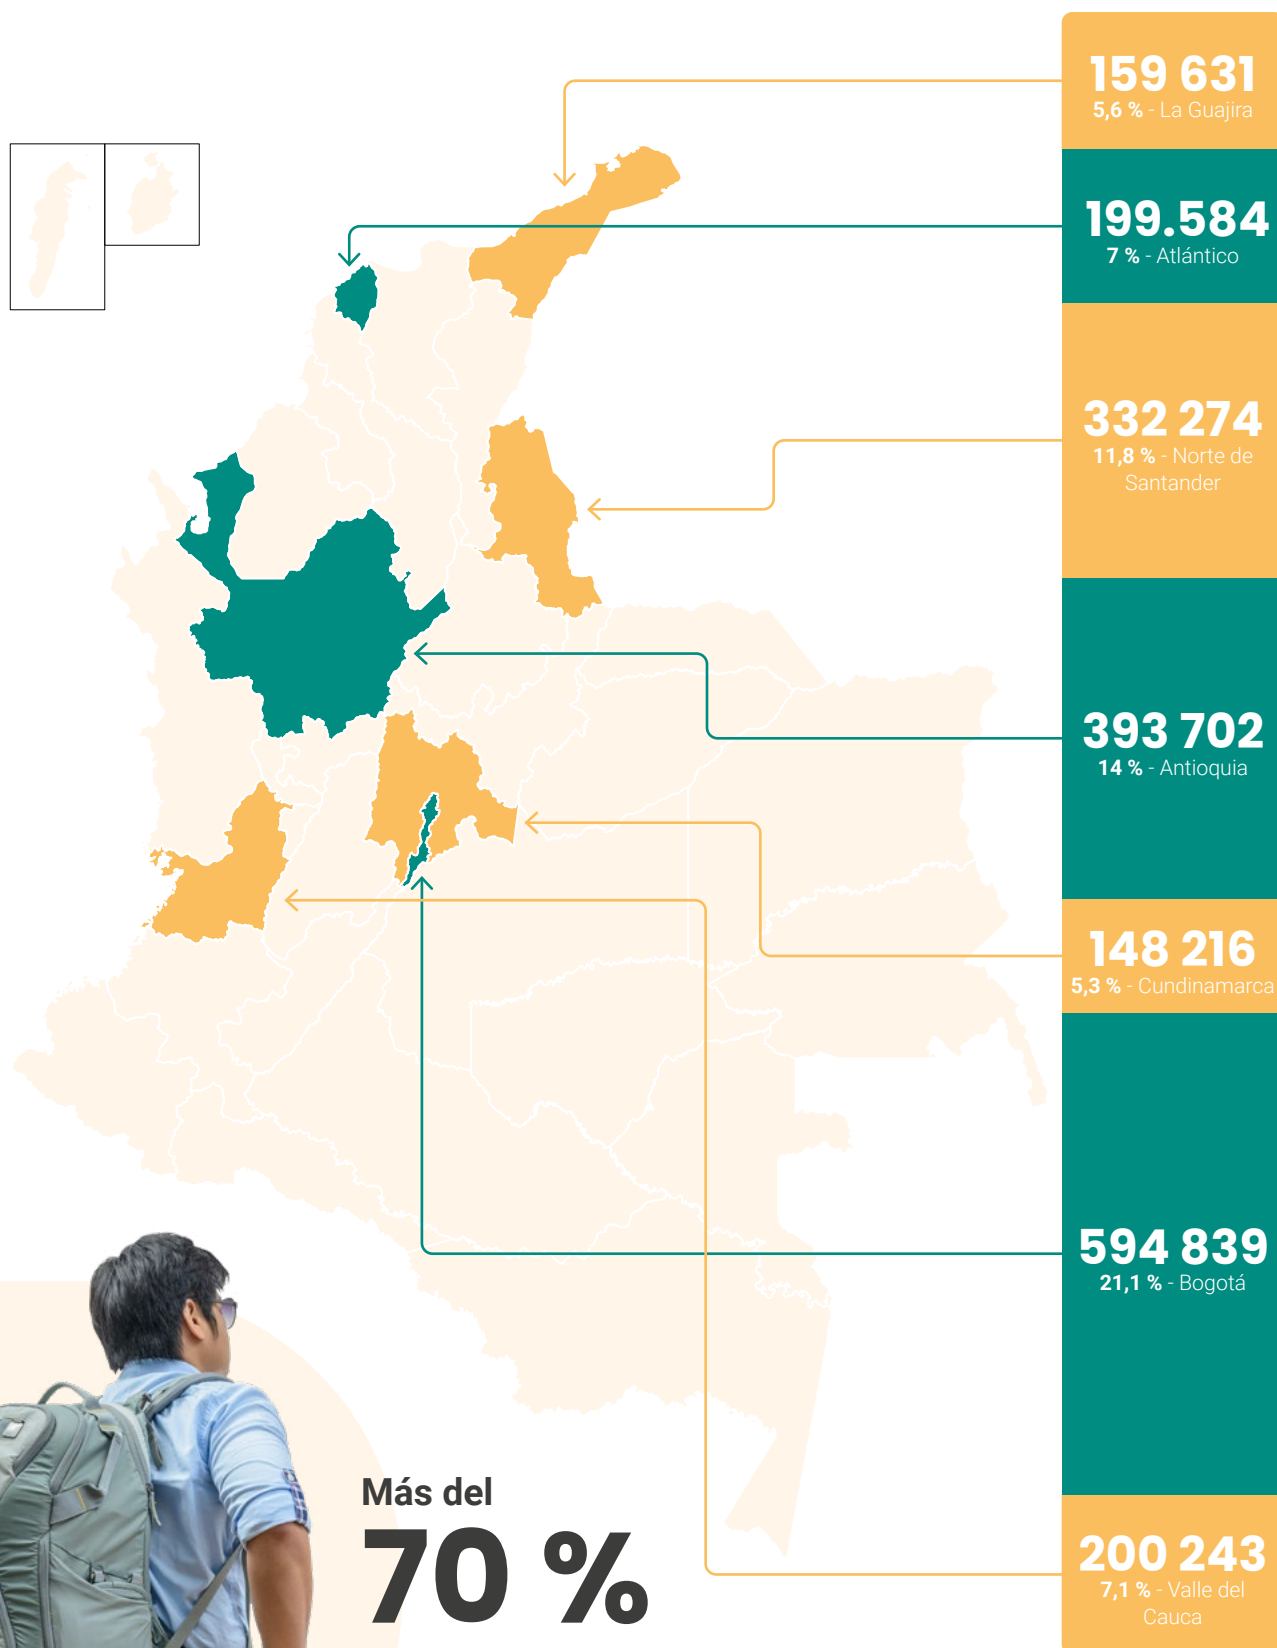 159 631
5,6 % - La Guajira
199.584
7 % - Atlántico
332 274
11,8 % - Norte de
Santander
393 702
14 % - Antioquia
148 216
5,3 % - Cundinamarca
594 839
21,1 % - Bogotá
200 243
7,1 % - Valle del
Cauca
Más del
70 %